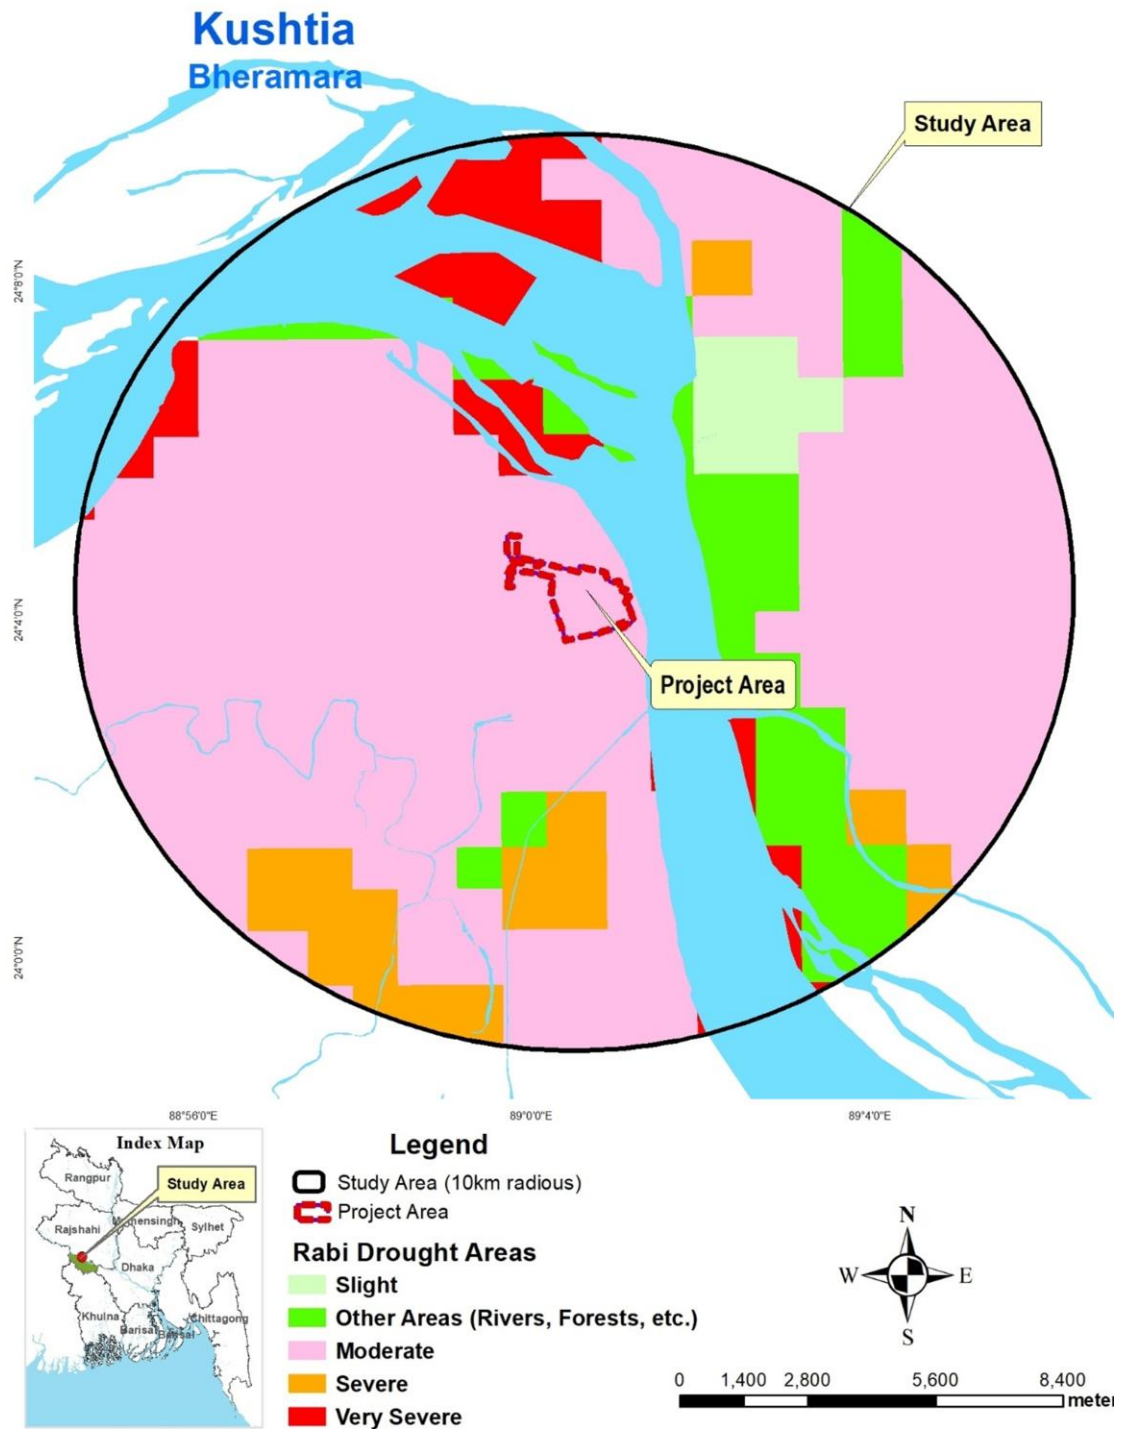 Kushtia
Bheramara
Study Area
24°8'0"N
24°4'0"N
Project Area
24°0'0"N
88°56'0"E
89°0'0"E
89°4'0"E
Index Map
Study Area
Rangpur
Rajshahi
Sylhet
Dhaka
Khulna
Barisal
Barisal
Chittagong
Legend
Study Area (10km radious)
Project Area
Rabi Drought Areas
Slight
Other Areas (Rivers, Forests, etc.)
Moderate
Severe
Very Severe
N
W
E
S
0 1,400 2,800 5,600 8,400
meter